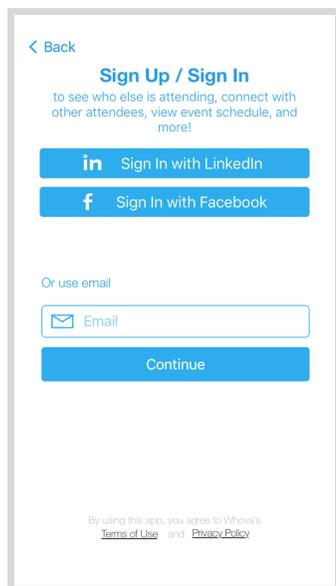 Back
Sign Up / Sign In
to see who else is attending, connect with
other attendees, view event schedule, and
more!
in Sign In with LinkedIn
f Sign In with Facebook
Or use email
Email
Continue
By using this app, you agree to Whova's
Terms of Use and Privacy Policy